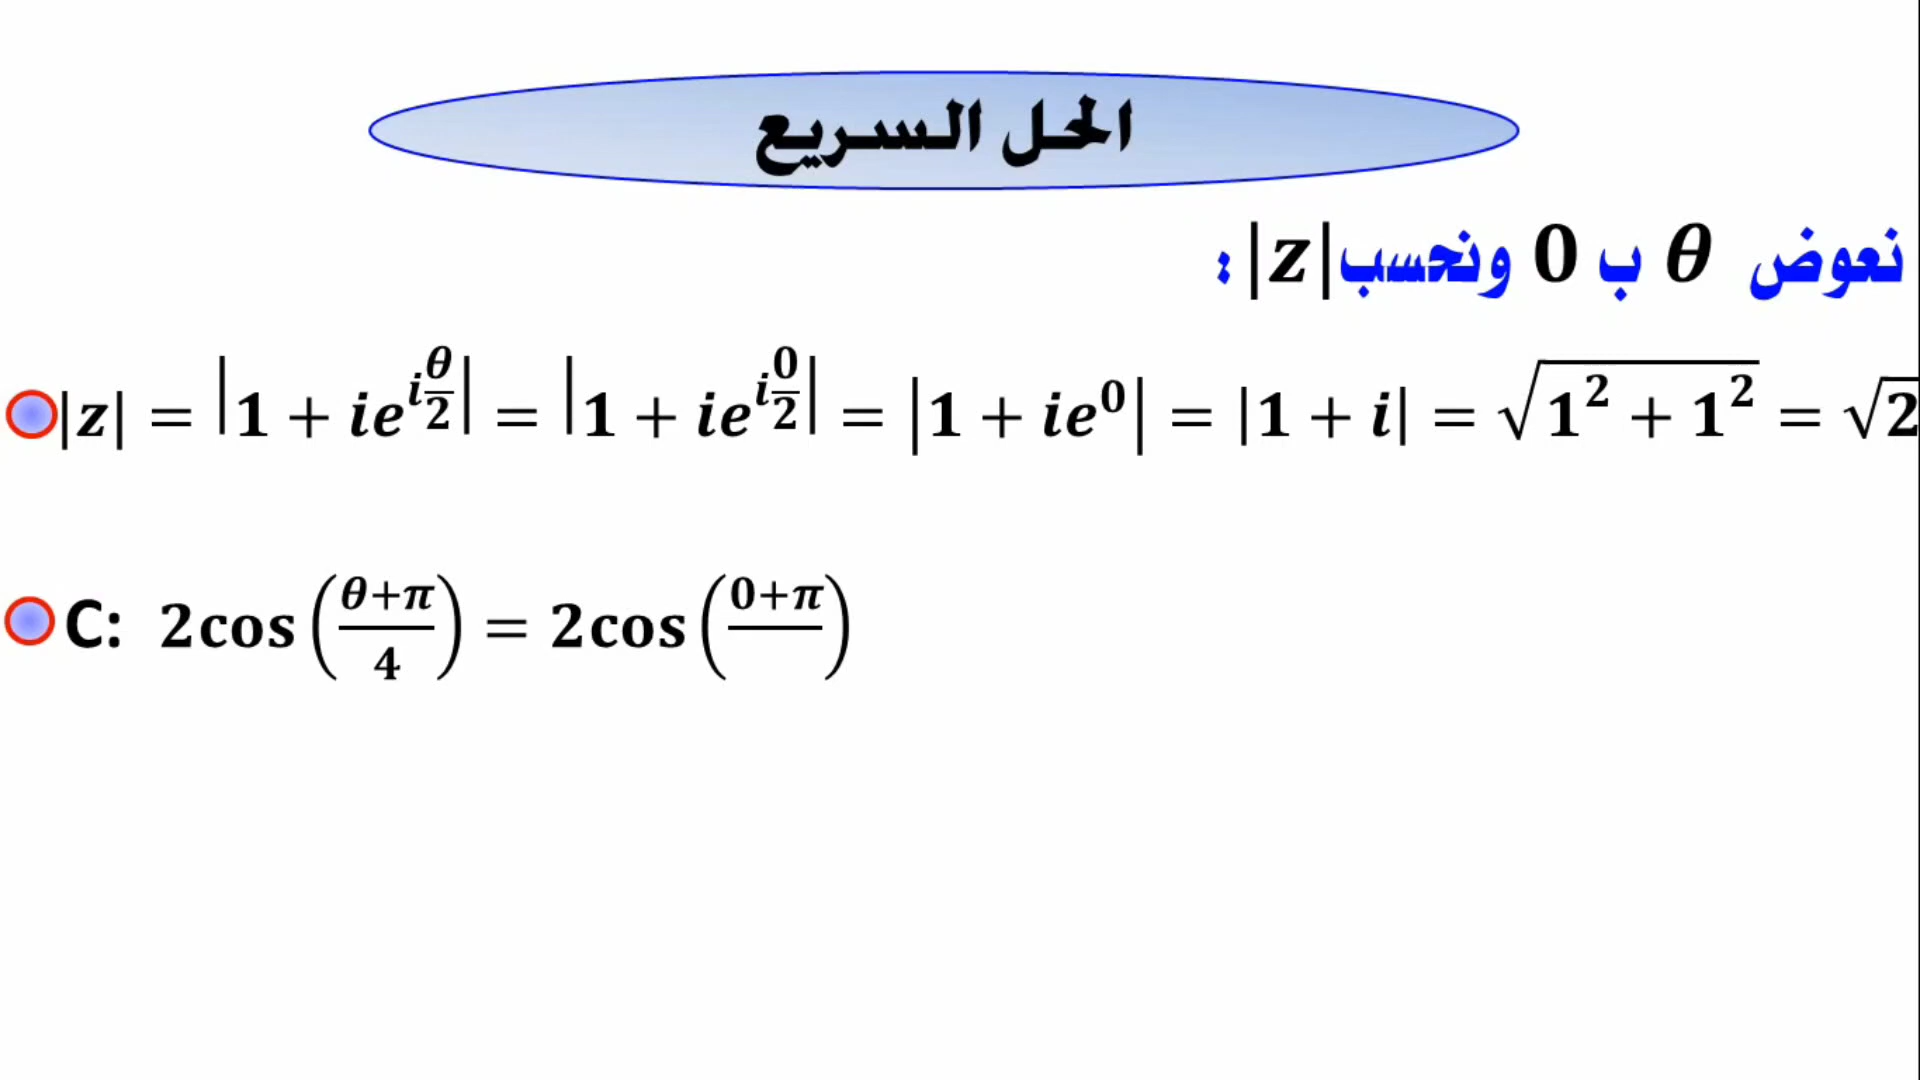 الحل السريع
نعوض θ ب 0 ونحسب |z| :
|z| = |1 + ie^{i\frac{θ}{2}}| = |1 + ie^{i\frac{0}{2}}| = |1 + ie^0| = |1 + i| = \sqrt{1^2 + 1^2} = \sqrt{2}
C: 2cos(\frac{θ+π}{4}) = 2cos(\frac{0+π}{})